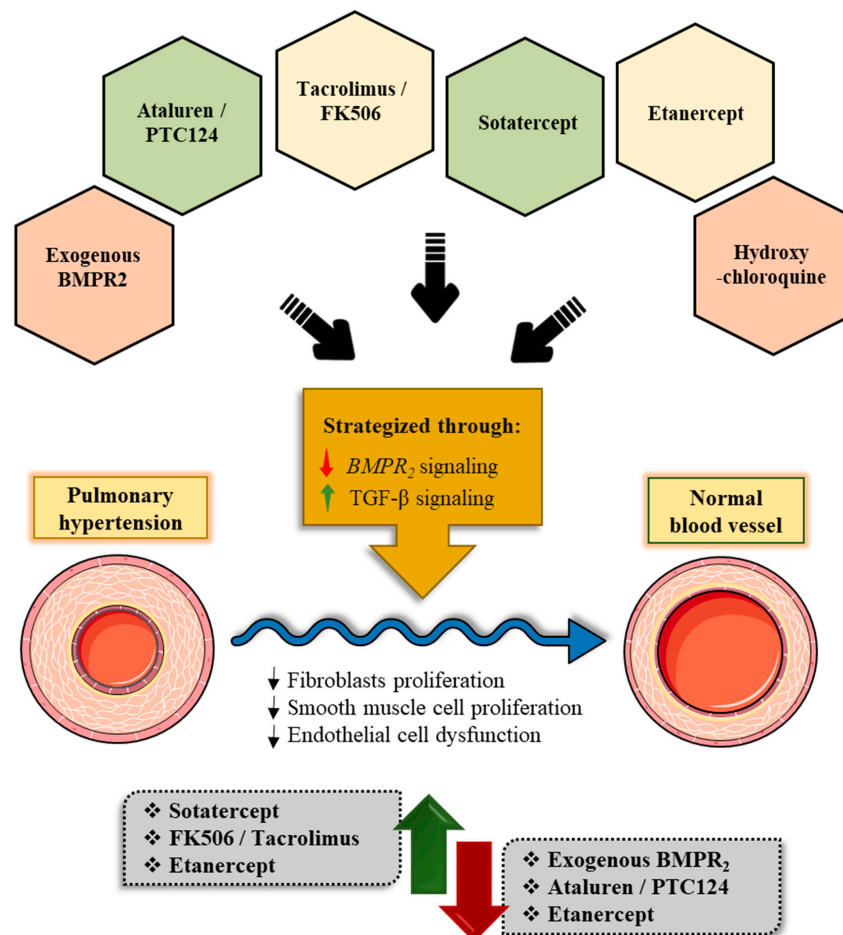 Exogenous
BMPR2
Ataluren /
PTC124
Tacrolimus /
FK506
Sotatercept
Etanercept
Hydroxy
-chloroquine
Strategized through:
BMPR₂ signaling
TGF-β signaling
Pulmonary
hypertension
Normal
blood vessel
Fibroblasts proliferation
Smooth muscle cell proliferation
Endothelial cell dysfunction
❖ Sotatercept
❖ FK506 / Tacrolimus
❖ Etanercept
❖ Exogenous BMPR₂
❖ Ataluren / PTC124
❖ Etanercept